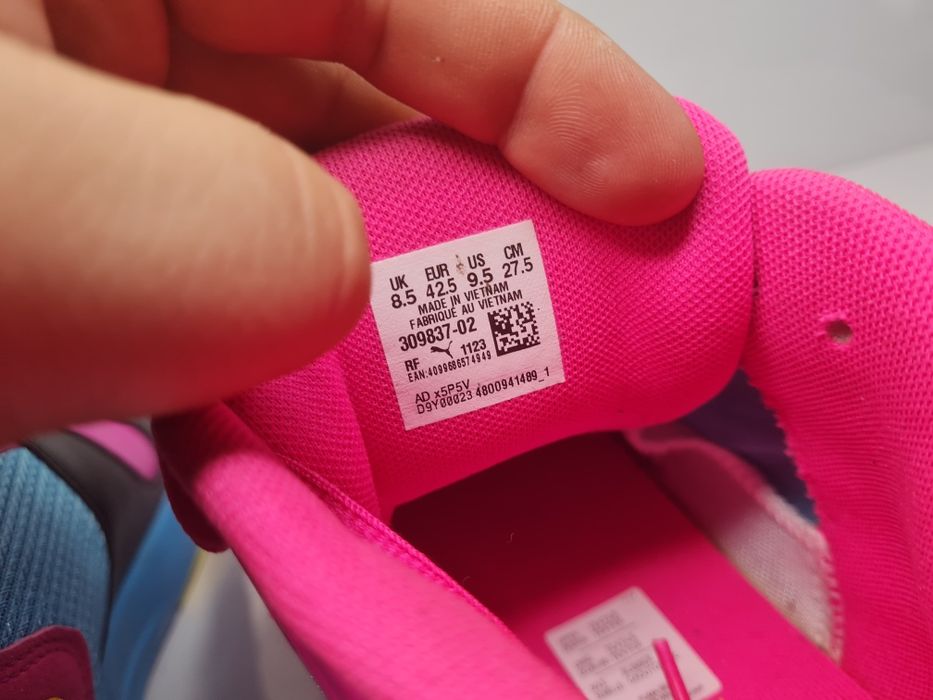 UK EUR US CM
8.5 42.5 9.5 27.5
MADE IN VIETNAM
FABRIQUÉ AU VIETNAM
309837-02
RF 1123
EAN:4099686574949
AD x5P5V
D9Y00023 4800941489_1